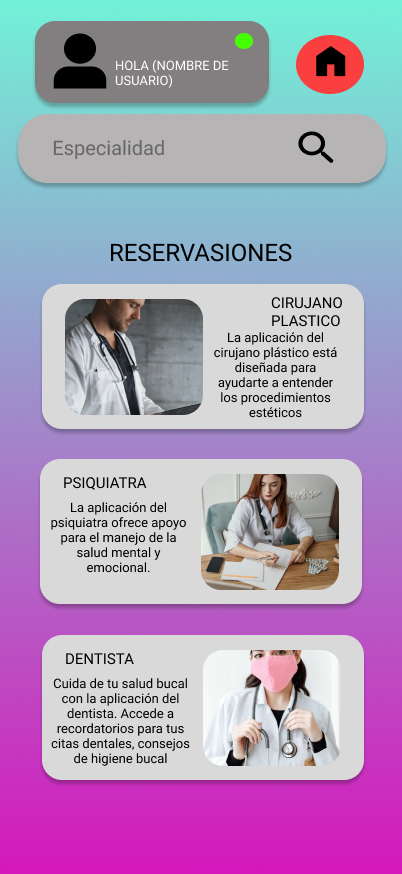 HOLA (NOMBRE DE
USUARIO)
Especialidad
RESERVASIONES
CIRUJANO
PLASTICO
La aplicación del
cirujano plástico está
diseñada para
ayudarte a entender
los procedimientos
estéticos
PSIQUIATRA
La aplicación del
psiquiatra ofrece apoyo
para el manejo de la
salud mental y
emocional.
DENTISTA
Cuida de tu salud bucal
con la aplicación del
dentista. Accede a
recordatorios para tus
citas dentales, consejos
de higiene bucal